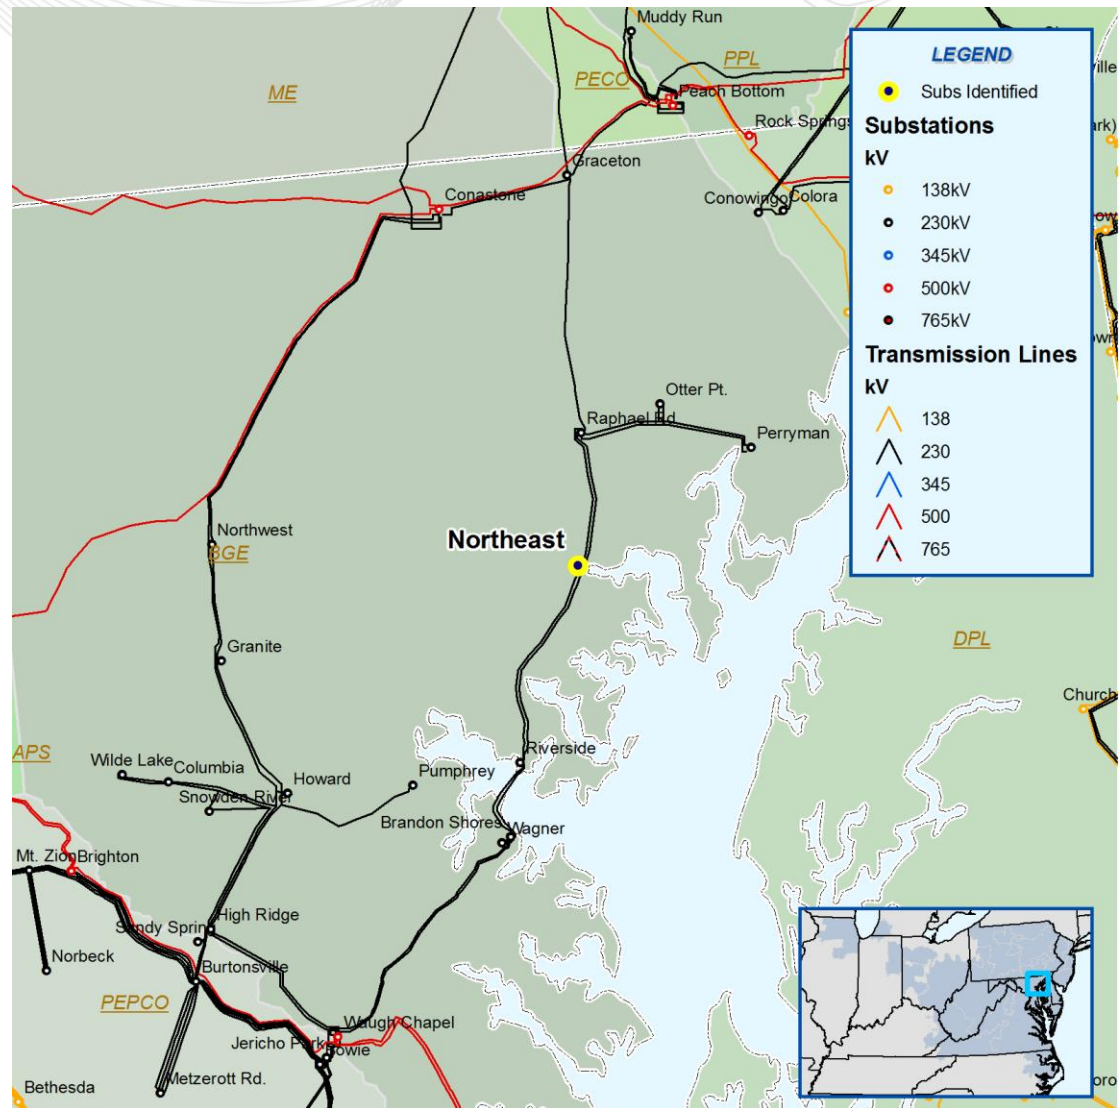 Muddy Run
PPL
PECO
ME
Peach Bottom
Rock Springs
Graceton
Conastone
Conowingo
Colora
LEGEND
Subs Identified
Substations
kV
138kV
230kV
345kV
500kV
765kV
Transmission Lines
kV
138
230
345
500
765
Otter Pt.
Raphael Rd
Perryman
Northwest
BGE
Northeast
Granite
DPL
Church
APS
Wilde Lake
Columbia
Howard
Pumphrey
Riverside
Snowden River
Brandon Shores
Wagner
Mt. Zion
Brighton
High Ridge
Sandy Spring
Norbeck
Burtonsville
PEPCO
Waugh Chapel
Jericho Park
Bowie
Bethesda
Metzerott Rd.